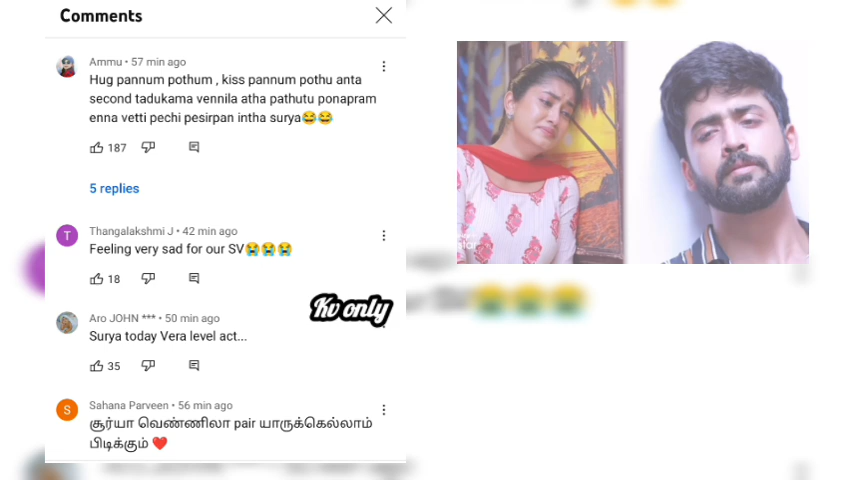 Comments
Ammu • 57 min ago
Hug pannum pothum , kiss pannum pothu anta
second tadukama vennila atha pathutu ponapram
enna vetti pechi pesirpan intha surya😂😂
187
5 replies
T
Thangalakshmi J • 42 min ago
Feeling very sad for our SV😭😭😭
18
Kv only
Aro JOHN *** • 50 min ago
Surya today Vera level act...
35
S
Sahana Parveen • 56 min ago
சூர்யா வெண்ணிலா pair யாருக்கெல்லாம்
பிடிக்கும் ❤️